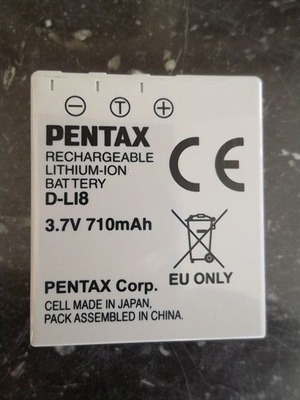 − T +
PENTAX
RECHARGEABLE
LITHIUM-ION
BATTERY
D-LI8
3.7V 710mAh
CE
EU ONLY
PENTAX Corp.
CELL MADE IN JAPAN,
PACK ASSEMBLED IN CHINA.